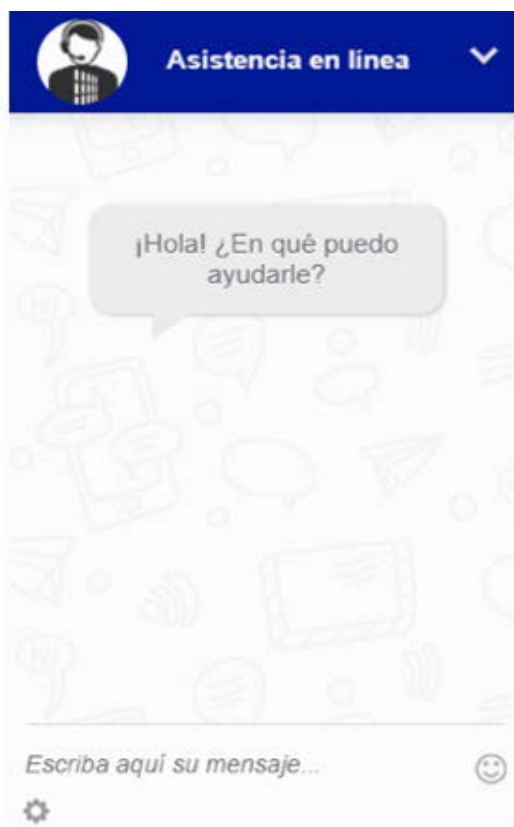 Asistencia en línea
¡Hola! ¿En qué puedo
ayudarle?
Escriba aquí su mensaje...